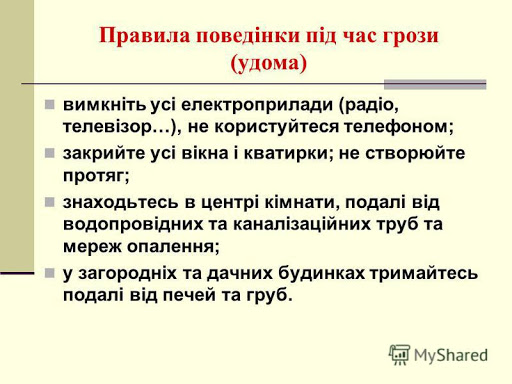 Правила поведінки під час грози
(удома)
вимкніть усі електроприлади (радіо,
телевізор…), не користуйтеся телефоном;
закрийте усі вікна і кватирки; не створюйте
протяг;
знаходьтесь в центрі кімнати, подалі від
водопровідних та каналізаційних труб та
мереж опалення;
у загородніх та дачних будинках тримайтесь
подалі від печей та груб.
MyShared